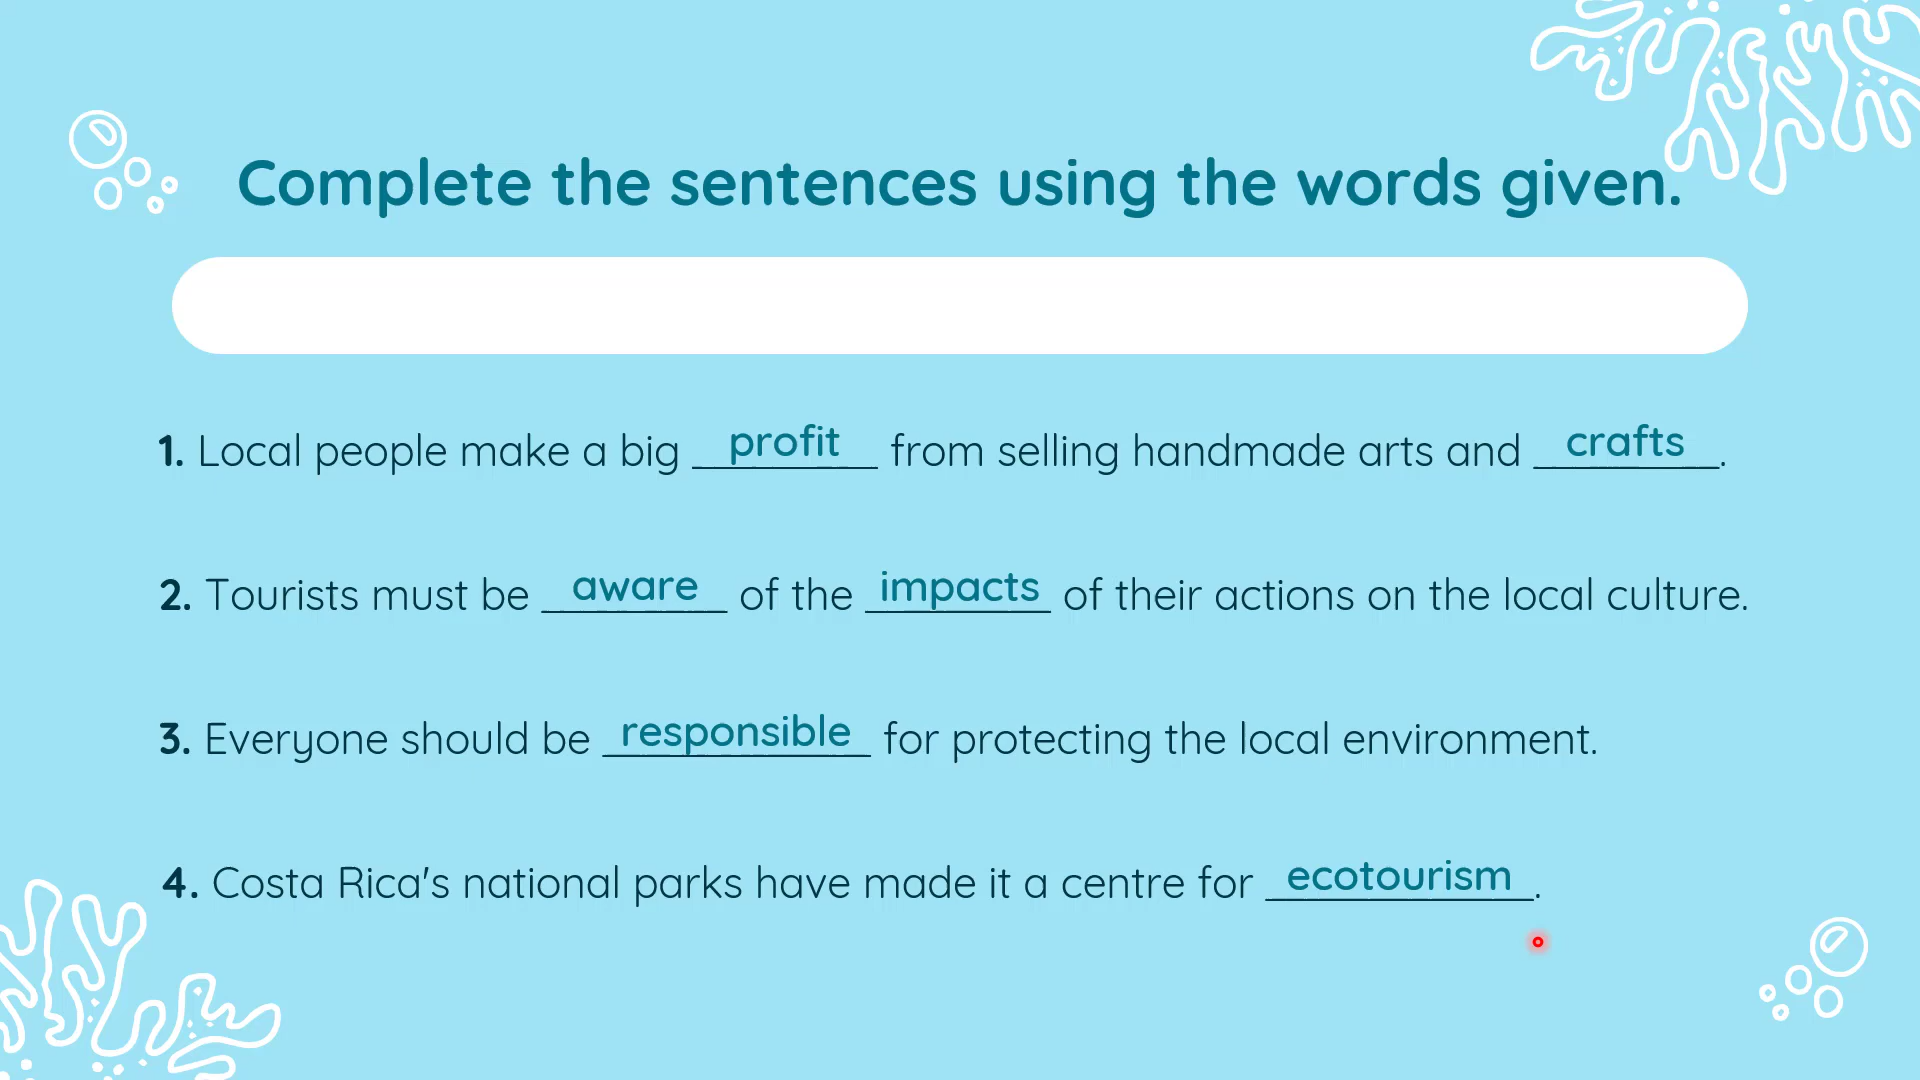 Complete the sentences using the words given.
1. Local people make a big profit from selling handmade arts and crafts.
2. Tourists must be aware of the impacts of their actions on the local culture.
3. Everyone should be responsible for protecting the local environment.
4. Costa Rica's national parks have made it a centre for ecotourism.